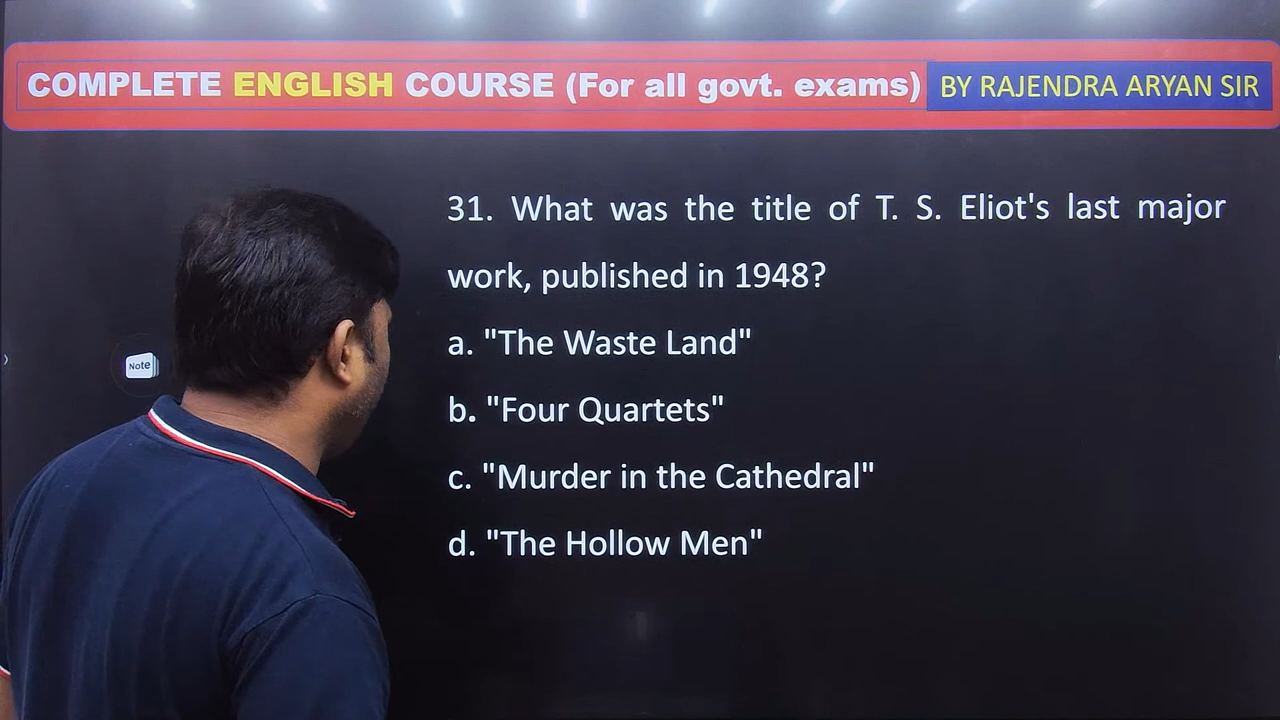 COMPLETE ENGLISH COURSE (For all govt. exams) BY RAJENDRA ARYAN SIR
31. What was the title of T. S. Eliot's last major
work, published in 1948?
a. "The Waste Land"
Note
b. "Four Quartets"
c. "Murder in the Cathedral"
d. "The Hollow Men"